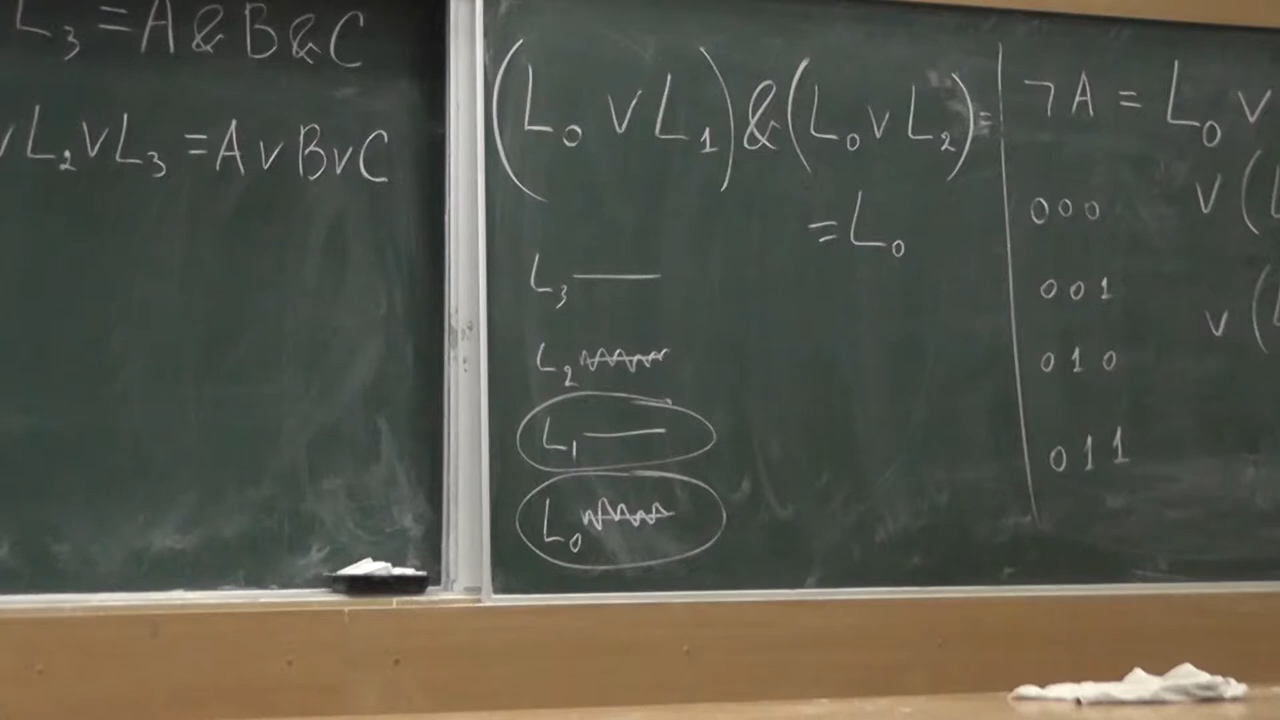 L₃ = A & B & C
∨ L₂ ∨ L₃ = A ∨ B ∨ C
(L₀ ∨ L₁) & (L₀ ∨ L₂) =
= L₀
L₃
L₂
L₁
L₀
¬A = L₀ ∨
∨ (L
000
001
∨ (
010
011